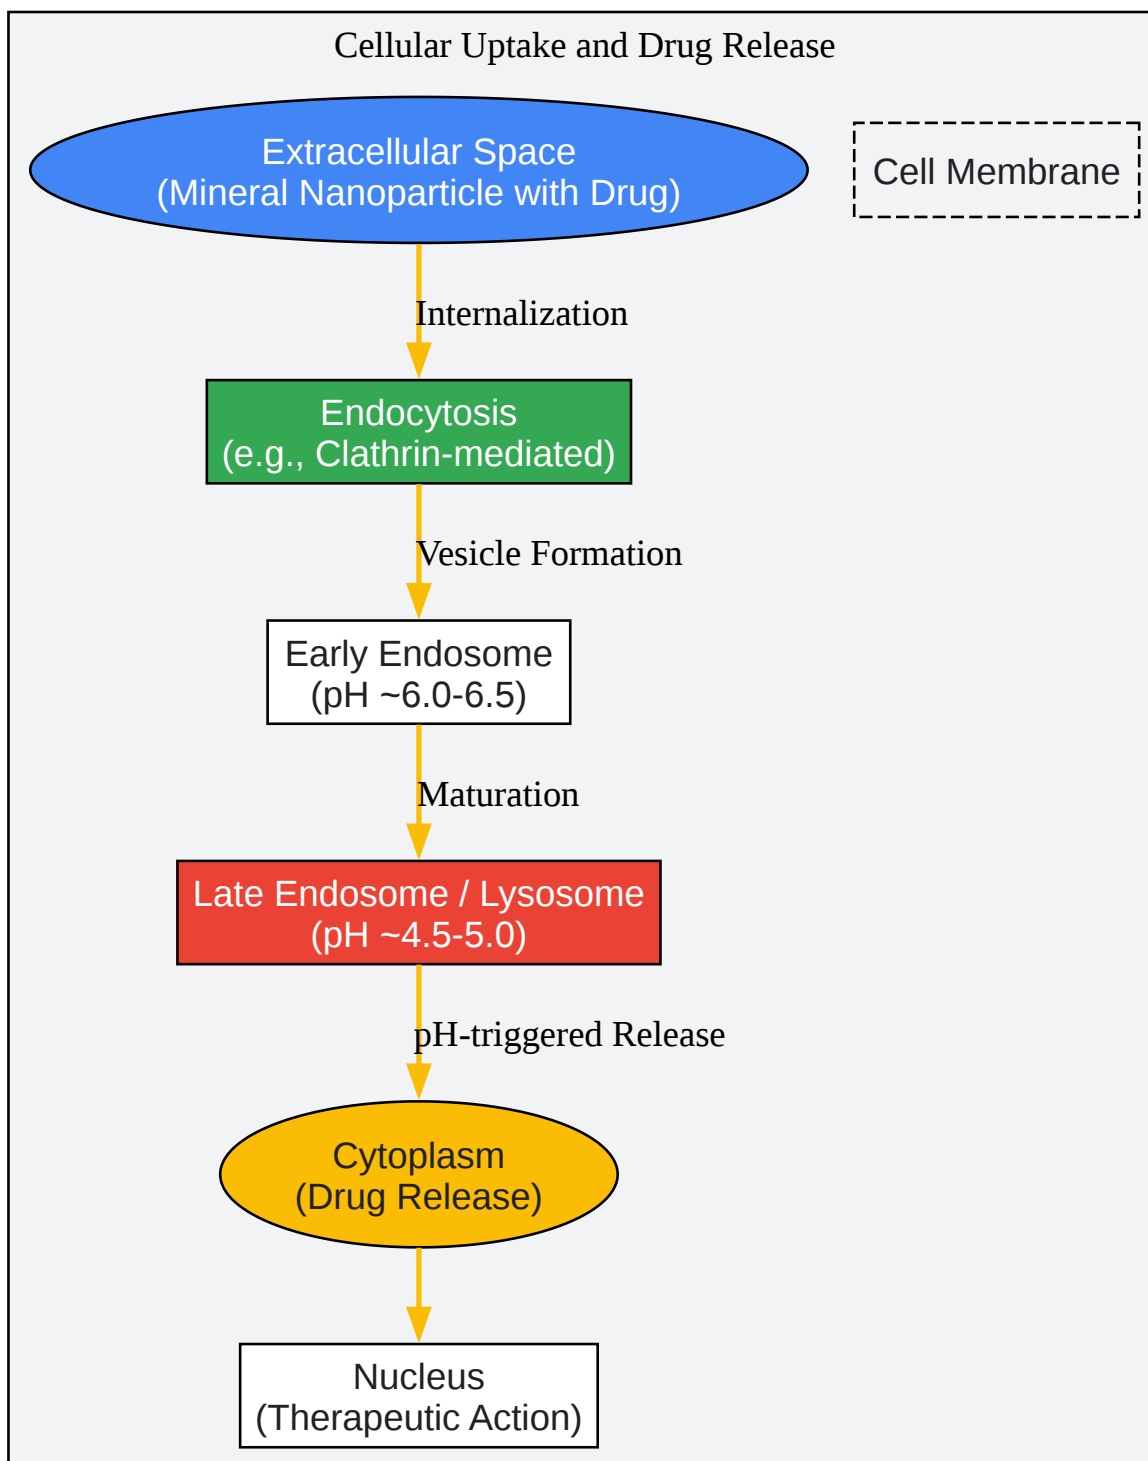 Cellular Uptake and Drug Release
Extracellular Space
(Mineral Nanoparticle with Drug)
Cell Membrane
Internalization
Endocytosis
(e.g., Clathrin-mediated)
Vesicle Formation
Early Endosome
(pH ~6.0-6.5)
Maturation
Late Endosome / Lysosome
(pH ~4.5-5.0)
pH-triggered Release
Cytoplasm
(Drug Release)
Nucleus
(Therapeutic Action)